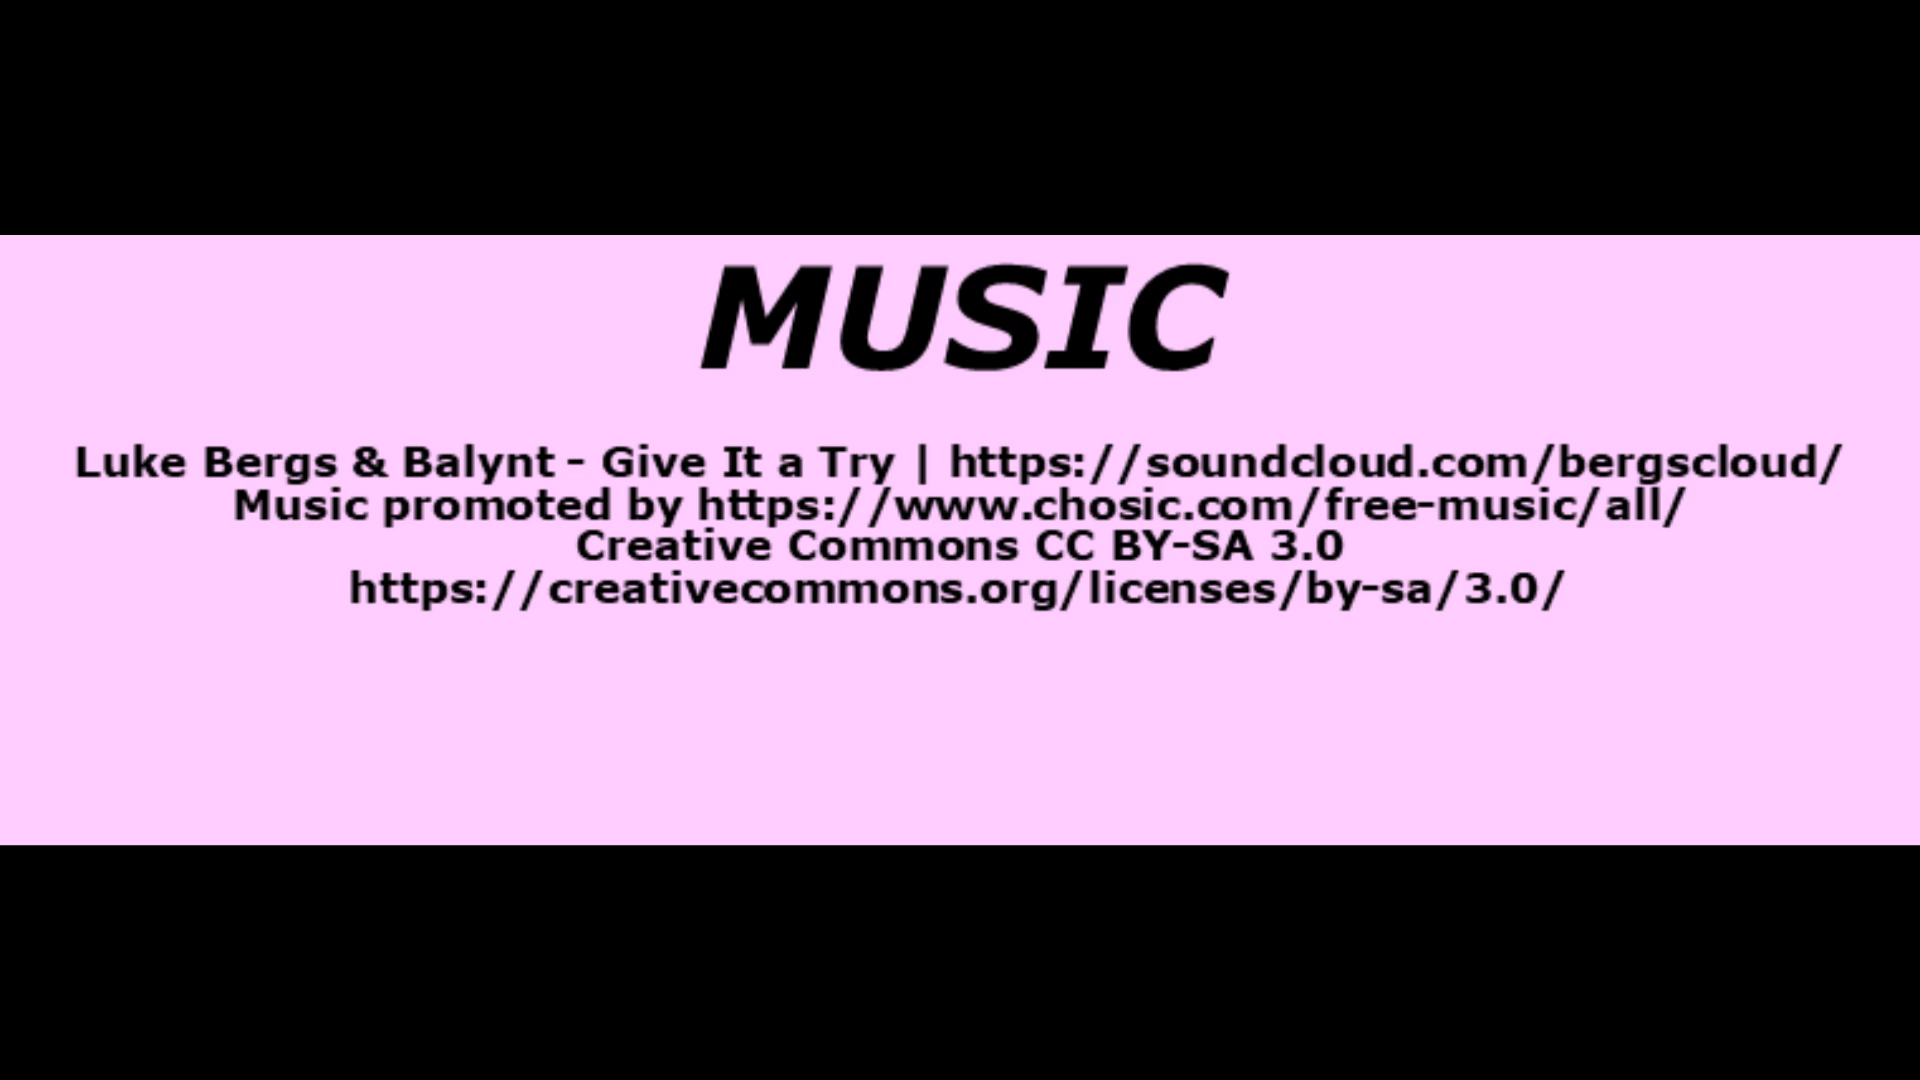 MUSIC
Luke Bergs & Balynt - Give It a Try | https://soundcloud.com/bergscloud/
Music promoted by https://www.chosic.com/free-music/all/
Creative Commons CC BY-SA 3.0
https://creativecommons.org/licenses/by-sa/3.0/